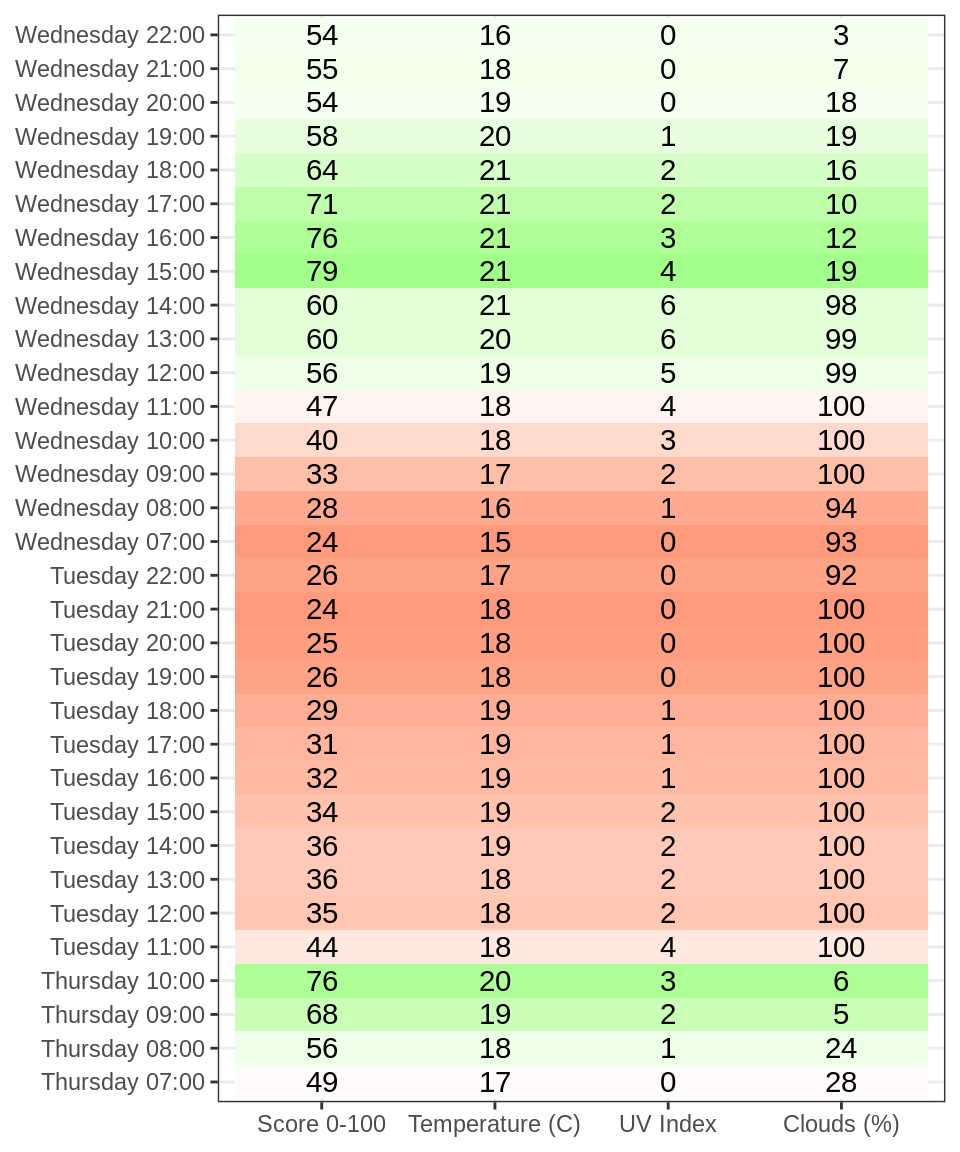 Wednesday 22:00 54 16 0 3
Wednesday 21:00 55 18 0 7
Wednesday 20:00 54 19 0 18
Wednesday 19:00 58 20 1 19
Wednesday 18:00 64 21 2 16
Wednesday 17:00 71 21 2 10
Wednesday 16:00 76 21 3 12
Wednesday 15:00 79 21 4 19
Wednesday 14:00 60 21 6 98
Wednesday 13:00 60 20 6 99
Wednesday 12:00 56 19 5 99
Wednesday 11:00 47 18 4 100
Wednesday 10:00 40 18 3 100
Wednesday 09:00 33 17 2 100
Wednesday 08:00 28 16 1 94
Wednesday 07:00 24 15 0 93
Tuesday 22:00 26 17 0 92
Tuesday 21:00 24 18 0 100
Tuesday 20:00 25 18 0 100
Tuesday 19:00 26 18 0 100
Tuesday 18:00 29 19 1 100
Tuesday 17:00 31 19 1 100
Tuesday 16:00 32 19 1 100
Tuesday 15:00 34 19 2 100
Tuesday 14:00 36 19 2 100
Tuesday 13:00 36 18 2 100
Tuesday 12:00 35 18 2 100
Tuesday 11:00 44 18 4 100
Thursday 10:00 76 20 3 6
Thursday 09:00 68 19 2 5
Thursday 08:00 56 18 1 24
Thursday 07:00 49 17 0 28
Score 0-100 Temperature (C) UV Index Clouds (%)